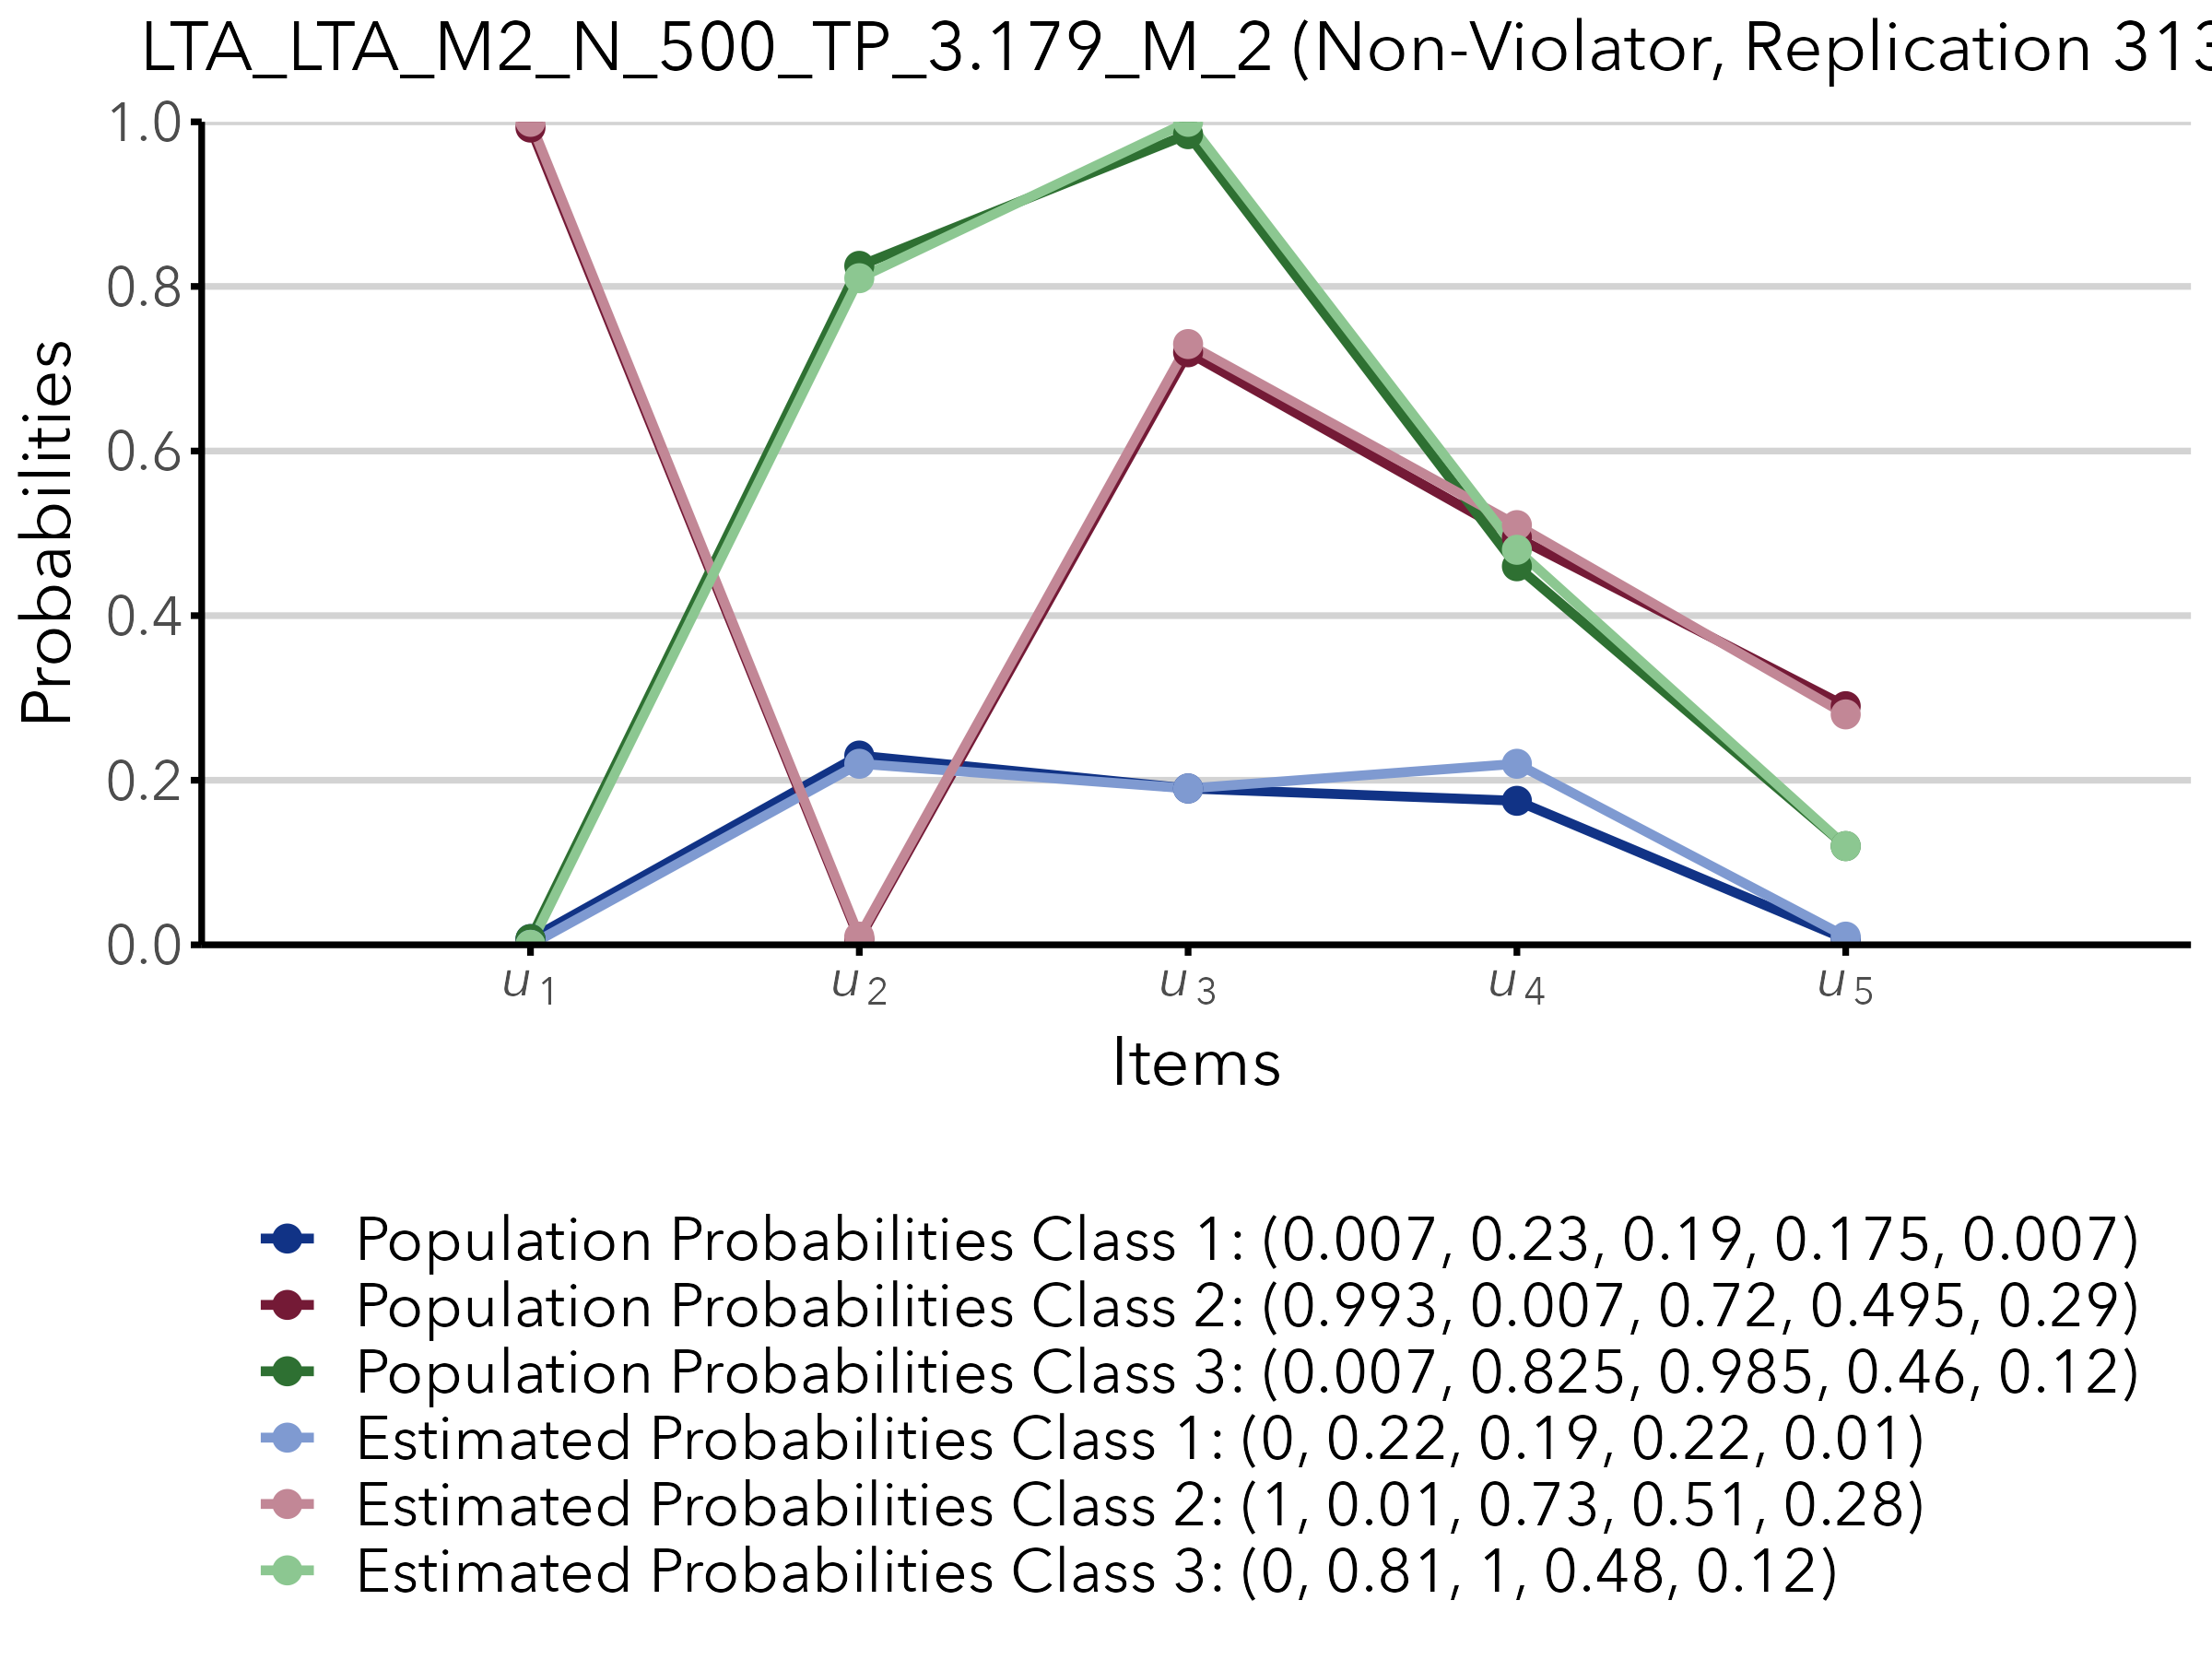 LTA_LTA_M2_N_500_TP_3.179_M_2 (Non-Violator, Replication 313
1.0
0.8
0.6
0.4
0.2
0.0
Probabilities
u1 u2 u3 u4 u5
Items
Population Probabilities Class 1: (0.007, 0.23, 0.19, 0.175, 0.007)
Population Probabilities Class 2: (0.993, 0.007, 0.72, 0.495, 0.29)
Population Probabilities Class 3: (0.007, 0.825, 0.985, 0.46, 0.12)
Estimated Probabilities Class 1: (0, 0.22, 0.19, 0.22, 0.01)
Estimated Probabilities Class 2: (1, 0.01, 0.73, 0.51, 0.28)
Estimated Probabilities Class 3: (0, 0.81, 1, 0.48, 0.12)